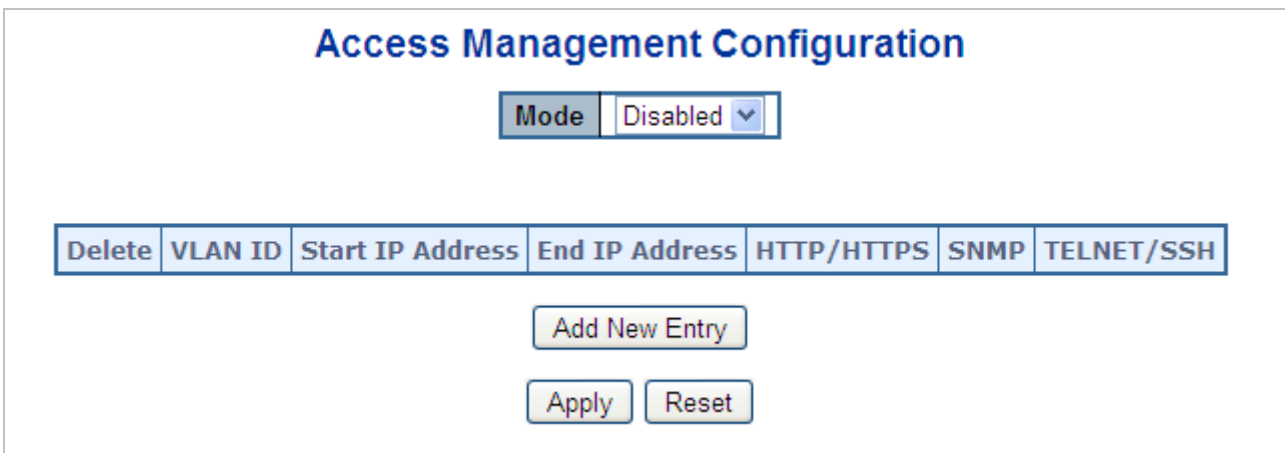 Access Management Configuration
Mode Disabled
Delete VLAN ID Start IP Address End IP Address HTTP/HTTPS SNMP TELNET/SSH
Add New Entry
Apply Reset